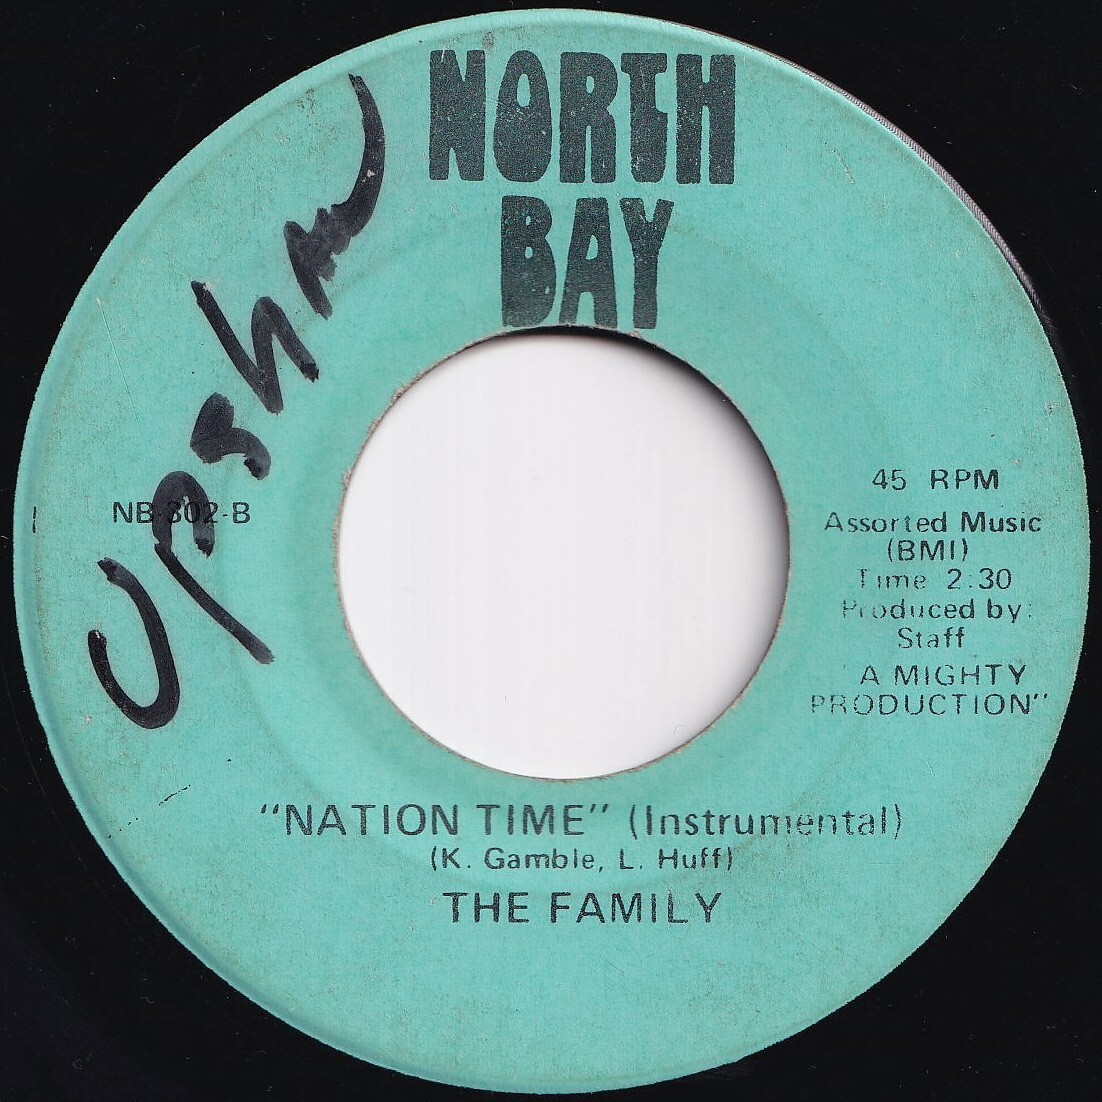 NORTH
BAY
Upshaw
NB-302-B
45 RPM
Assorted Music
(BMI)
Time 2:30
Produced by:
Staff
A MIGHTY
PRODUCTION"
"NATION TIME" (Instrumental)
(K. Gamble, L. Huff)
THE FAMILY